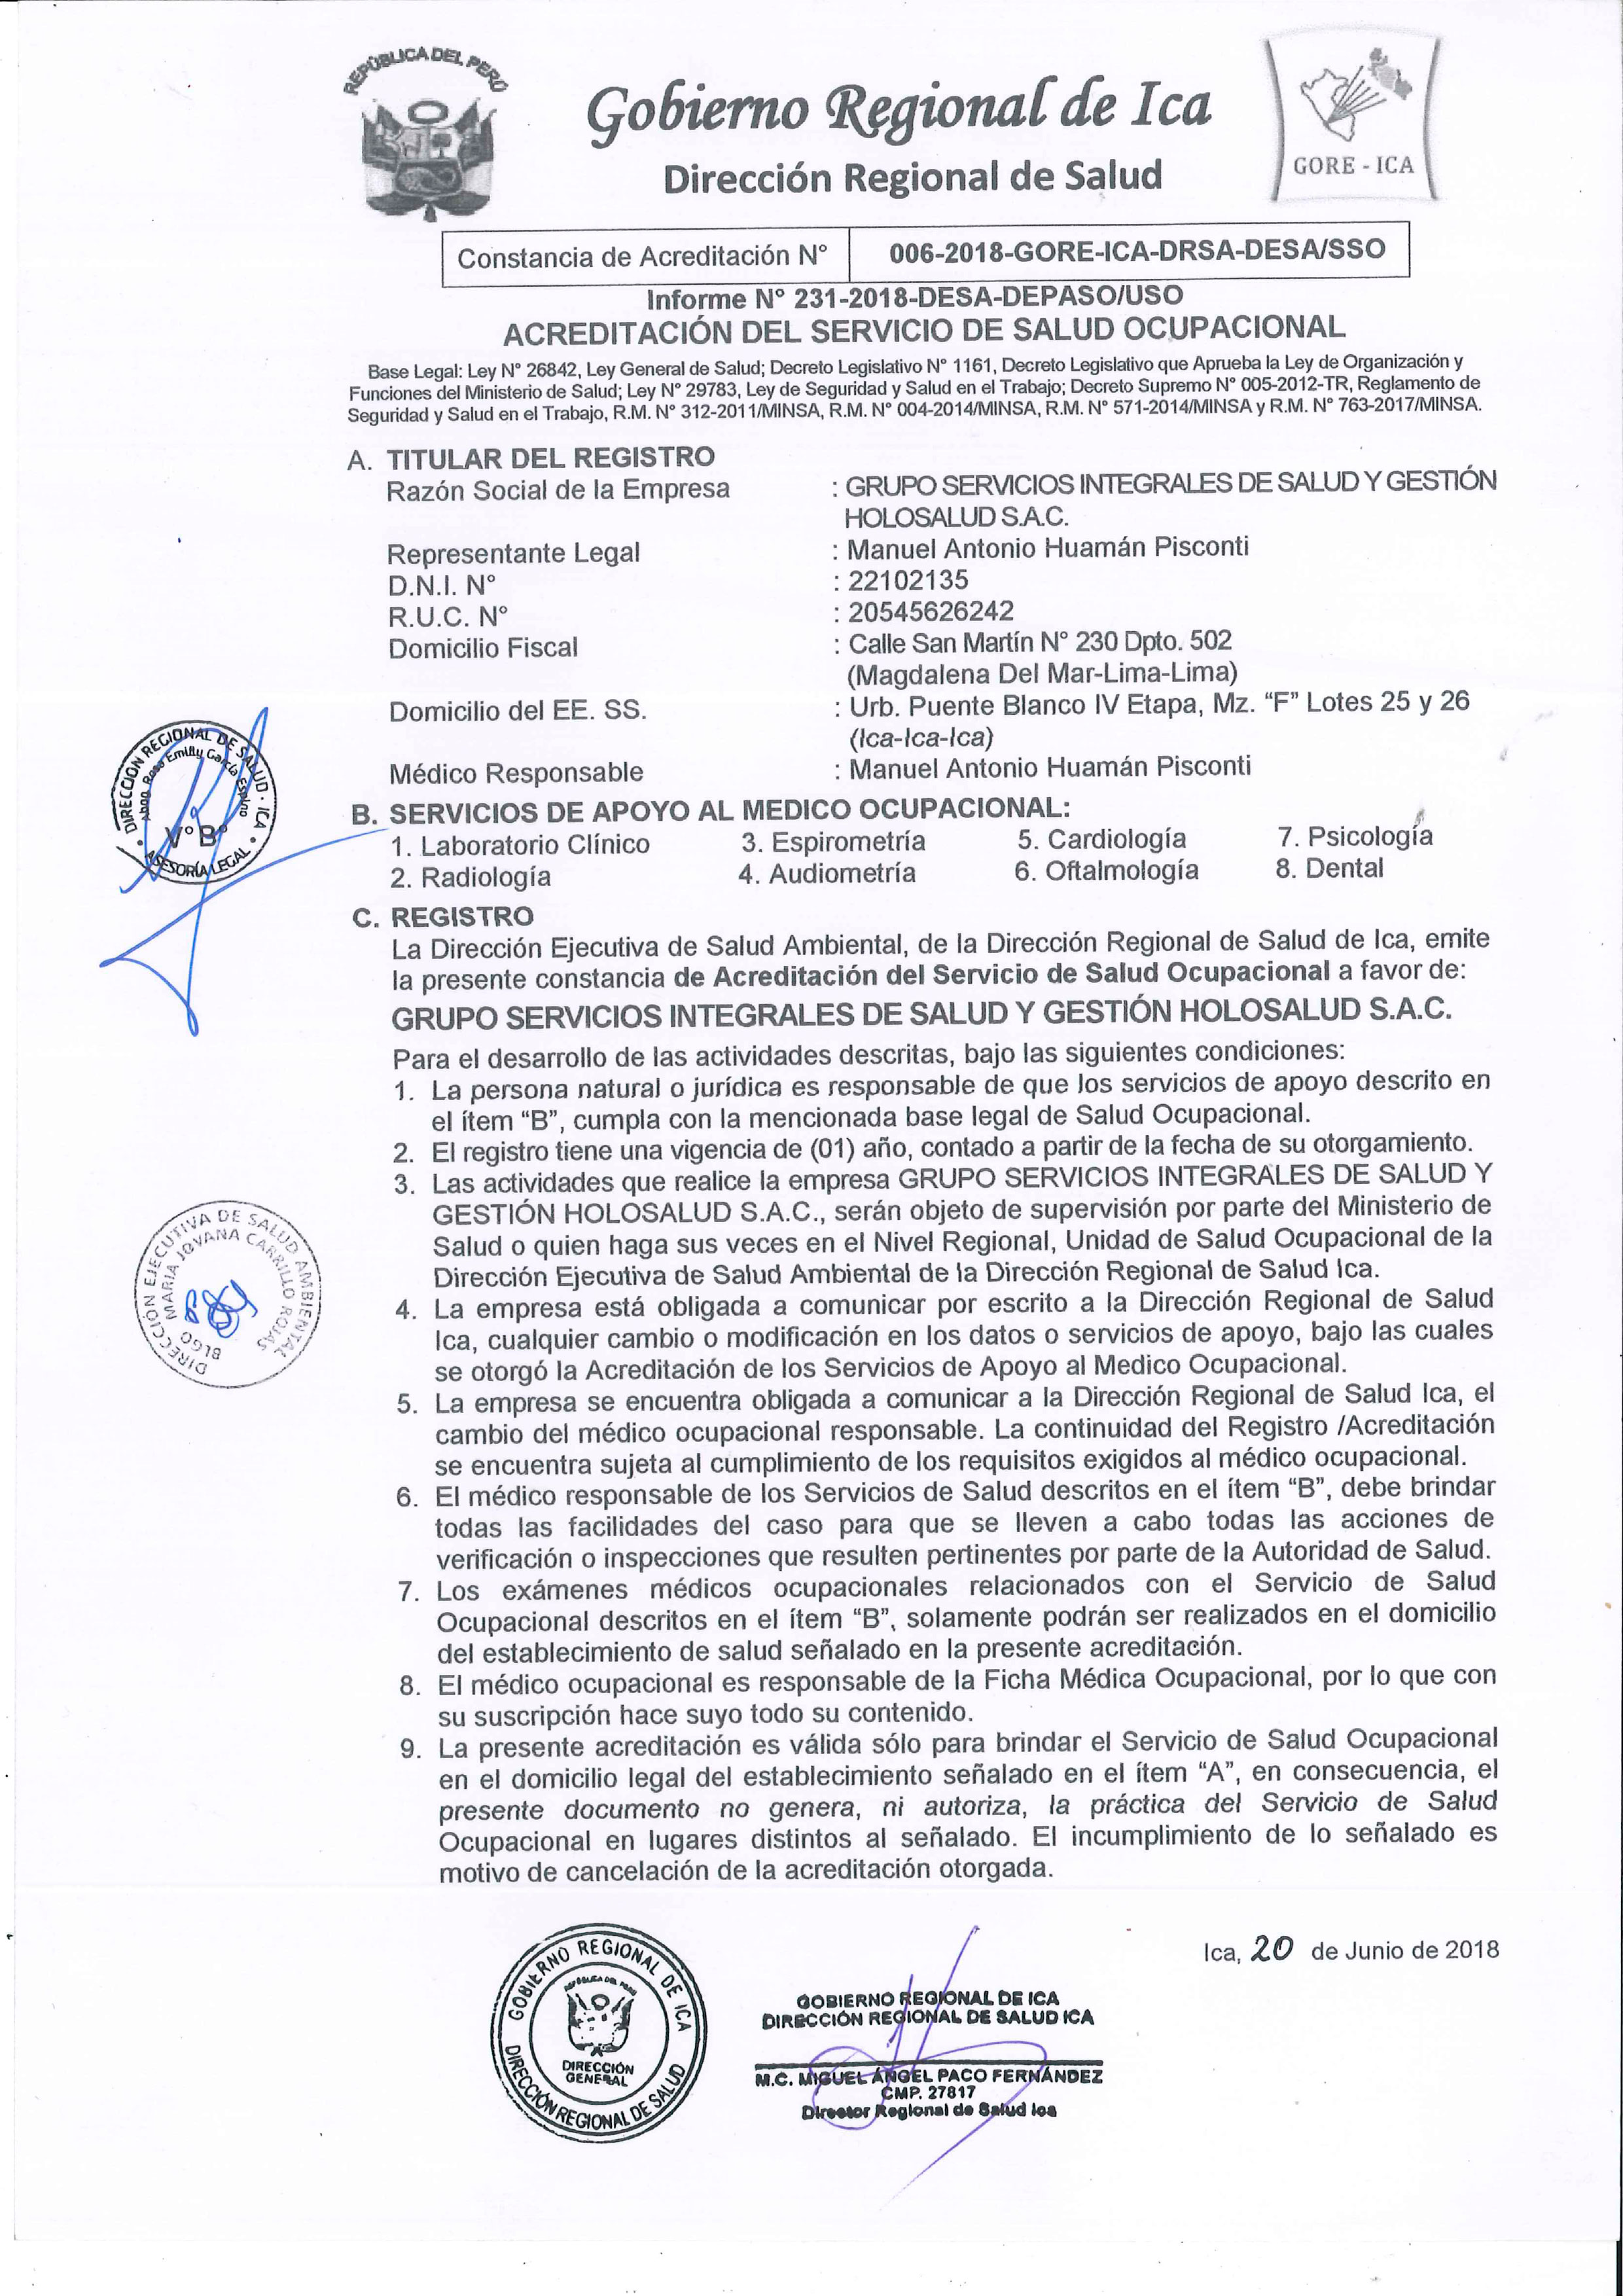 REPÚBLICA DEL PERÚ
Gobierno Regional de Ica
Dirección Regional de Salud
GORE - ICA
Constancia de Acreditación N° 006-2018-GORE-ICA-DRSA-DESA/SSO
Informe N° 231-2018-DESA-DEPASO/USO
ACREDITACIÓN DEL SERVICIO DE SALUD OCUPACIONAL
Base Legal: Ley N° 26842, Ley General de Salud; Decreto Legislativo N° 1161, Decreto Legislativo que Aprueba la Ley de Organización y
Funciones del Ministerio de Salud; Ley N° 29783, Ley de Seguridad y Salud en el Trabajo; Decreto Supremo N° 005-2012-TR, Reglamento de
Seguridad y Salud en el Trabajo, R.M. N° 312-2011/MINSA, R.M. N° 004-2014/MINSA, R.M. N° 571-2014/MINSA y R.M. N° 763-2017/MINSA.
A. TITULAR DEL REGISTRO
Razón Social de la Empresa : GRUPO SERVICIOS INTEGRALES DE SALUD Y GESTIÓN
HOLOSALUD S.A.C.
Representante Legal : Manuel Antonio Huamán Pisconti
D.N.I. N° : 22102135
R.U.C. N° : 20545626242
Domicilio Fiscal : Calle San Martín N° 230 Dpto. 502
(Magdalena Del Mar-Lima-Lima)
Domicilio del EE. SS. : Urb. Puente Blanco IV Etapa, Mz. “F” Lotes 25 y 26
(Ica-Ica-Ica)
Médico Responsable : Manuel Antonio Huamán Pisconti
B. SERVICIOS DE APOYO AL MEDICO OCUPACIONAL:
1. Laboratorio Clínico 3. Espirometría 5. Cardiología 7. Psicología
2. Radiología 4. Audiometría 6. Oftalmología 8. Dental
C. REGISTRO
La Dirección Ejecutiva de Salud Ambiental, de la Dirección Regional de Salud de Ica, emite
la presente constancia de Acreditación del Servicio de Salud Ocupacional a favor de:
GRUPO SERVICIOS INTEGRALES DE SALUD Y GESTIÓN HOLOSALUD S.A.C.
Para el desarrollo de las actividades descritas, bajo las siguientes condiciones:
1. La persona natural o jurídica es responsable de que los servicios de apoyo descrito en
el ítem “B”, cumpla con la mencionada base legal de Salud Ocupacional.
2. El registro tiene una vigencia de (01) año, contado a partir de la fecha de su otorgamiento.
3. Las actividades que realice la empresa GRUPO SERVICIOS INTEGRALES DE SALUD Y
GESTIÓN HOLOSALUD S.A.C., serán objeto de supervisión por parte del Ministerio de
Salud o quien haga sus veces en el Nivel Regional, Unidad de Salud Ocupacional de la
Dirección Ejecutiva de Salud Ambiental de la Dirección Regional de Salud Ica.
4. La empresa está obligada a comunicar por escrito a la Dirección Regional de Salud
Ica, cualquier cambio o modificación en los datos o servicios de apoyo, bajo las cuales
se otorgó la Acreditación de los Servicios de Apoyo al Medico Ocupacional.
5. La empresa se encuentra obligada a comunicar a la Dirección Regional de Salud Ica, el
cambio del médico ocupacional responsable. La continuidad del Registro /Acreditación
se encuentra sujeta al cumplimiento de los requisitos exigidos al médico ocupacional.
6. El médico responsable de los Servicios de Salud descritos en el ítem “B”, debe brindar
todas las facilidades del caso para que se lleven a cabo todas las acciones de
verificación o inspecciones que resulten pertinentes por parte de la Autoridad de Salud.
7. Los exámenes médicos ocupacionales relacionados con el Servicio de Salud
Ocupacional descritos en el ítem “B”, solamente podrán ser realizados en el domicilio
del establecimiento de salud señalado en la presente acreditación.
8. El médico ocupacional es responsable de la Ficha Médica Ocupacional, por lo que con
su suscripción hace suyo todo su contenido.
9. La presente acreditación es válida sólo para brindar el Servicio de Salud Ocupacional
en el domicilio legal del establecimiento señalado en el ítem “A”, en consecuencia, el
presente documento no genera, ni autoriza, la práctica del Servicio de Salud
Ocupacional en lugares distintos al señalado. El incumplimiento de lo señalado es
motivo de cancelación de la acreditación otorgada.
Ica, 20 de Junio de 2018
DIRECCION REGIONAL DE SALUD - ICA
Abog. Rosa Emilly García Espino
V° B°
ASESORÍA LEGAL
DIRECCIÓN EJECUTIVA DE SALUD AMBIENTAL
BLGO MARIA JOVANA CARRILLO ROJAS
GOBIERNO REGIONAL DE ICA
REPÚBLICA DEL PERÚ
DIRECCIÓN
GENERAL
DIRECCIÓN REGIONAL DE SALUD
GOBIERNO REGIONAL DE ICA
DIRECCIÓN REGIONAL DE SALUD ICA
M.C. MIGUEL ÁNGEL PACO FERNÁNDEZ
CMP. 27817
Director Regional de Salud Ica